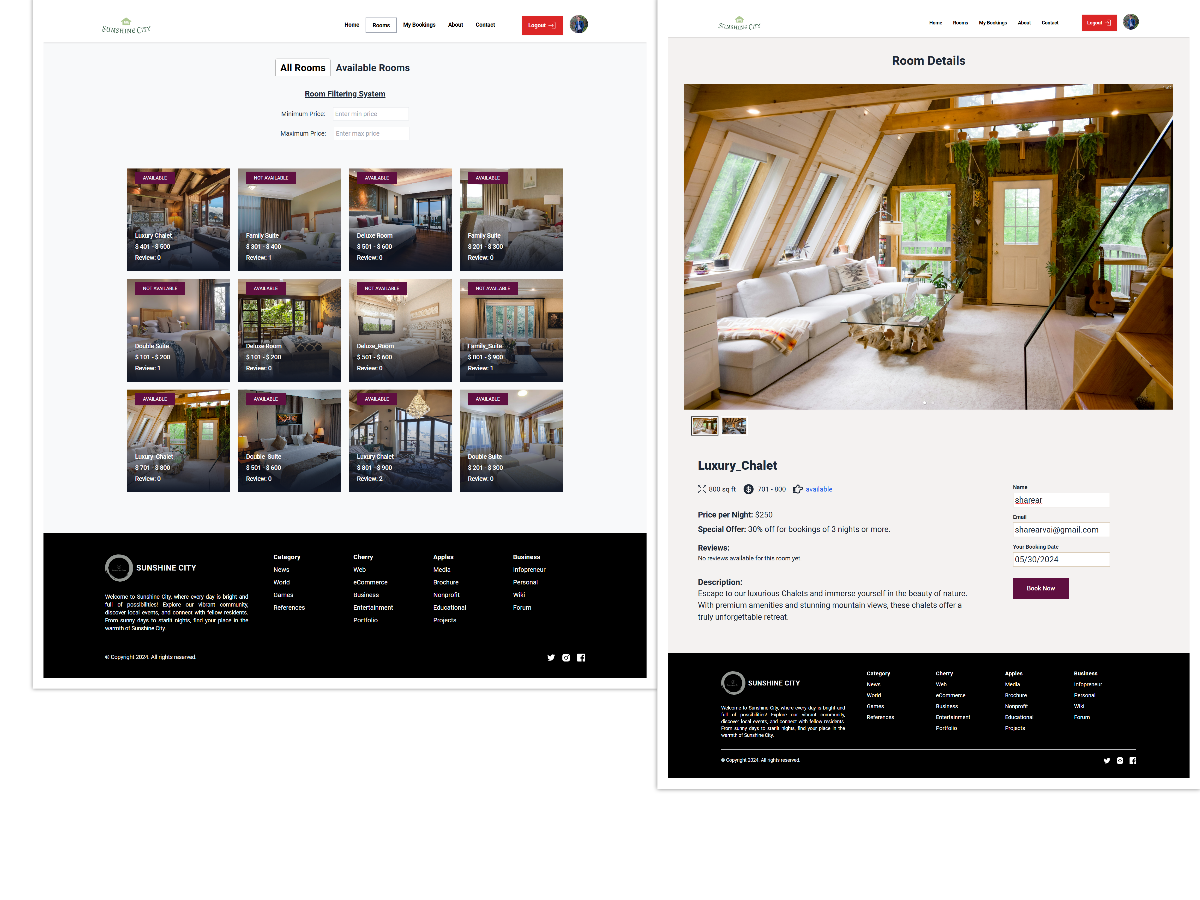 SUNSHINE CITY
Home Rooms My Bookings About Contact Logout
All Rooms Available Rooms
Room Filtering System
Minimum Price: Enter min price
Maximum Price: Enter max price
AVAILABLE
Luxury Chalet
$ 401 - $ 500
Review: 0
NOT AVAILABLE
Family Suite
$ 301 - $ 400
Review: 1
AVAILABLE
Deluxe Room
$ 501 - $ 600
Review: 0
AVAILABLE
Family Suite
$ 201 - $ 300
Review: 0
NOT AVAILABLE
Double Suite
$ 101 - $ 200
Review: 1
AVAILABLE
Deluxe Room
$ 101 - $ 200
Review: 0
NOT AVAILABLE
Deluxe_Room
$ 501 - $ 600
Review: 0
NOT AVAILABLE
Family_Suite
$ 801 - $ 900
Review: 1
AVAILABLE
Luxury_Chalet
$ 701 - $ 800
Review: 0
AVAILABLE
Double_Suite
$ 501 - $ 600
Review: 0
AVAILABLE
Luxury Chalet
$ 801 - $ 900
Review: 2
AVAILABLE
Double Suite
$ 201 - $ 300
Review: 0
SUNSHINE CITY
Welcome to Sunshine City, where every day is bright and
full of possibilities! Explore our vibrant community,
discover local events, and connect with fellow residents.
From sunny days to starlit nights, find your place in the
warmth of Sunshine City.
Category
News
World
Games
References
Cherry
Web
eCommerce
Business
Entertainment
Portfolio
Apples
Media
Brochure
Nonprofit
Educational
Projects
Business
Infopreneur
Personal
Wiki
Forum
© Copyright 2024. All rights reserved.
SUNSHINE CITY
Home Rooms My Bookings About Contact Logout
Room Details
Luxury_Chalet
800 sq ft 701 - 800 available
Price per Night: $250
Special Offer: 30% off for bookings of 3 nights or more.
Reviews:
No reviews available for this room yet
Description:
Escape to our luxurious Chalets and immerse yourself in the beauty of nature.
With premium amenities and stunning mountain views, these chalets offer a
truly unforgettable retreat.
Name
sharear
Email
sharearvai@gmail.com
Your Booking Date
05/30/2024
Book Now
SUNSHINE CITY
Welcome to Sunshine City, where every day is bright and
full of possibilities! Explore our vibrant community,
discover local events, and connect with fellow residents.
From sunny days to starlit nights, find your place in the
warmth of Sunshine City.
Category
News
World
Games
References
Cherry
Web
eCommerce
Business
Entertainment
Portfolio
Apples
Media
Brochure
Nonprofit
Educational
Projects
Business
Infopreneur
Personal
Wiki
Forum
© Copyright 2024. All rights reserved.